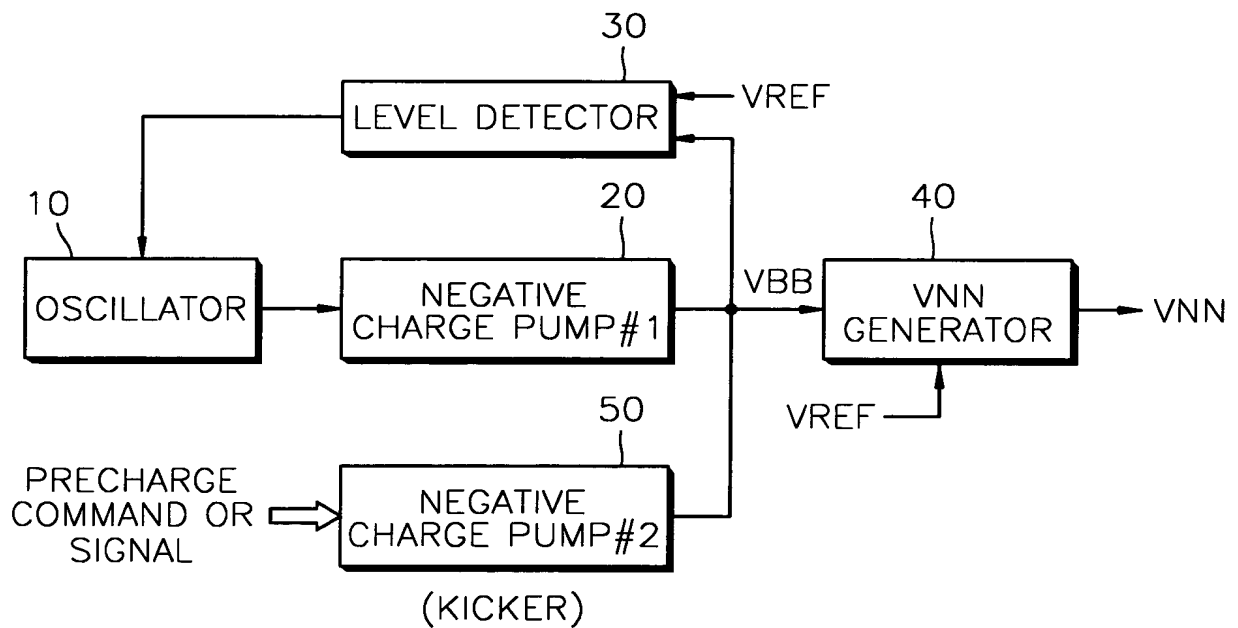 30
LEVEL DETECTOR
VREF
10
20
40
OSCILLATOR
NEGATIVE
CHARGE PUMP#1
VBB
VNN
GENERATOR
VNN
VREF
50
PRECHARGE
COMMAND OR
SIGNAL
NEGATIVE
CHARGE PUMP#2
(KICKER)